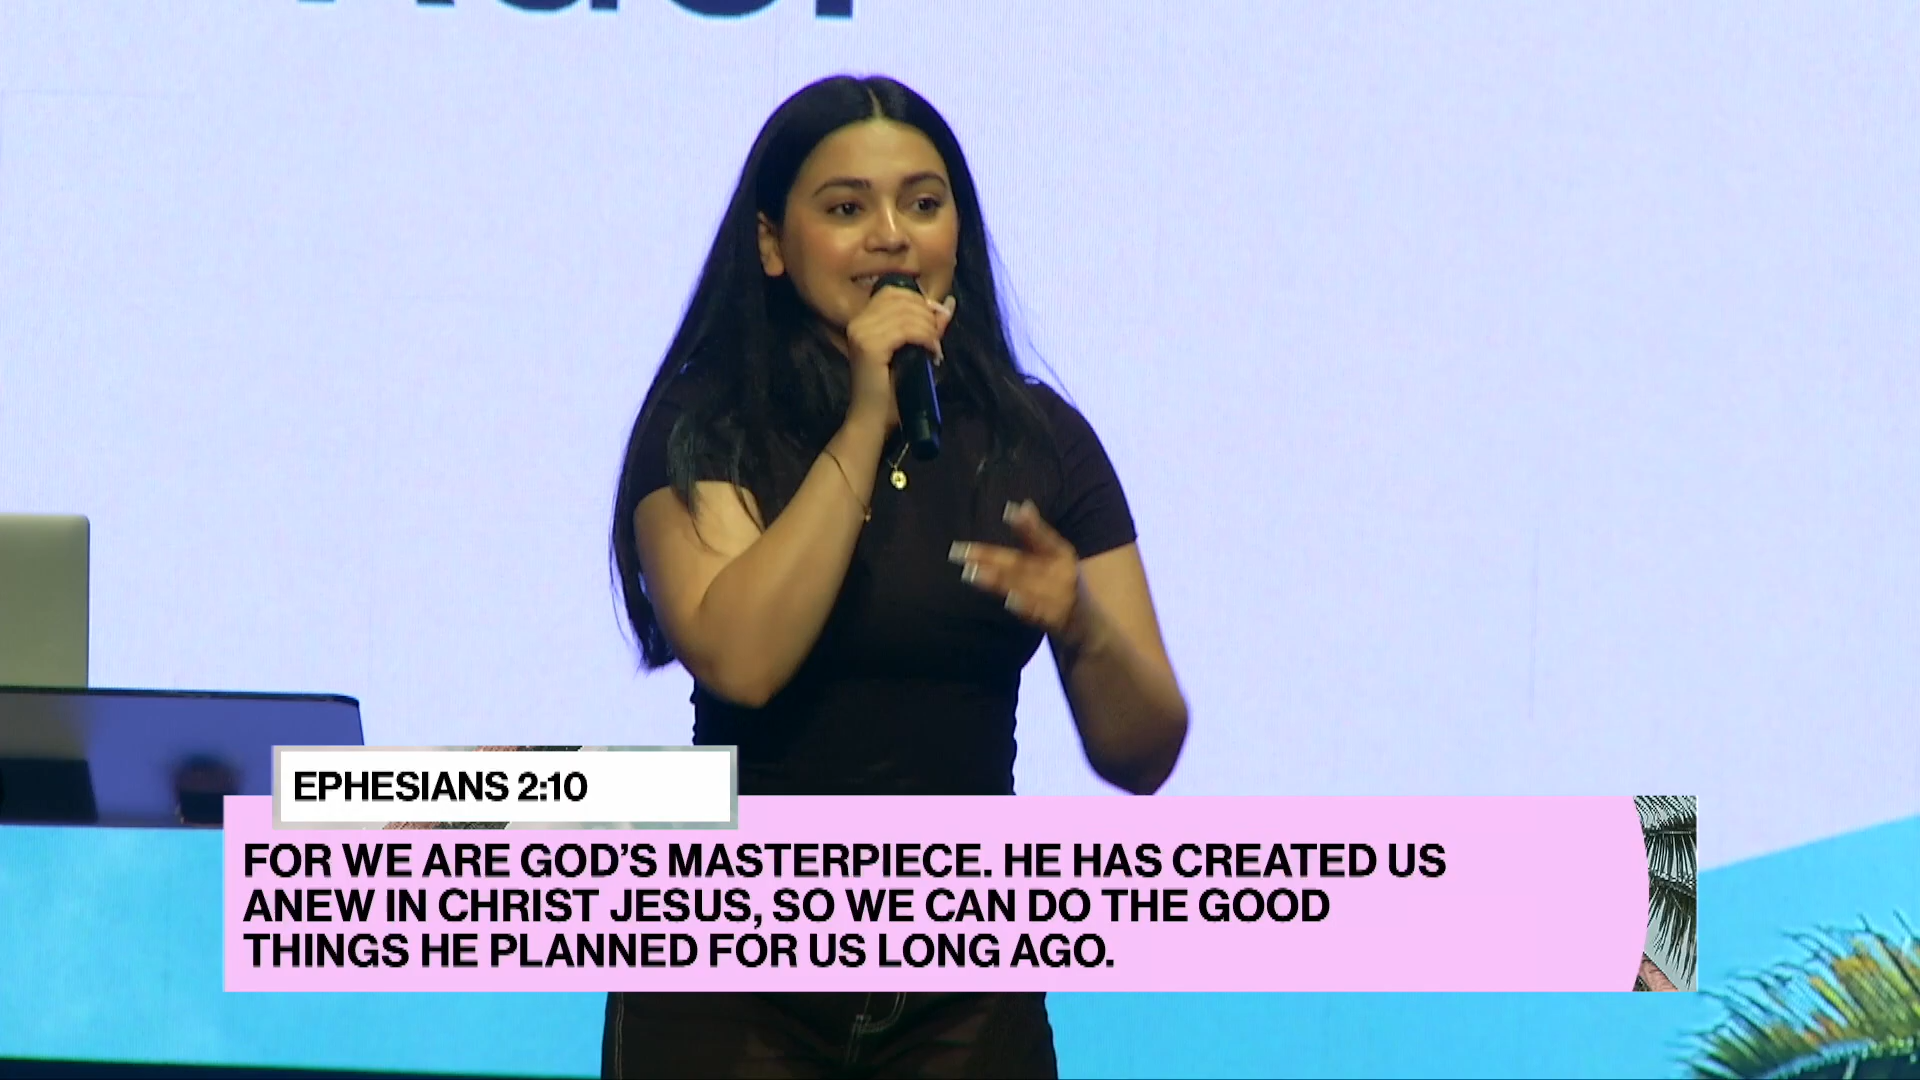 EPHESIANS 2:10
FOR WE ARE GOD’S MASTERPIECE. HE HAS CREATED US
ANEW IN CHRIST JESUS, SO WE CAN DO THE GOOD
THINGS HE PLANNED FOR US LONG AGO.